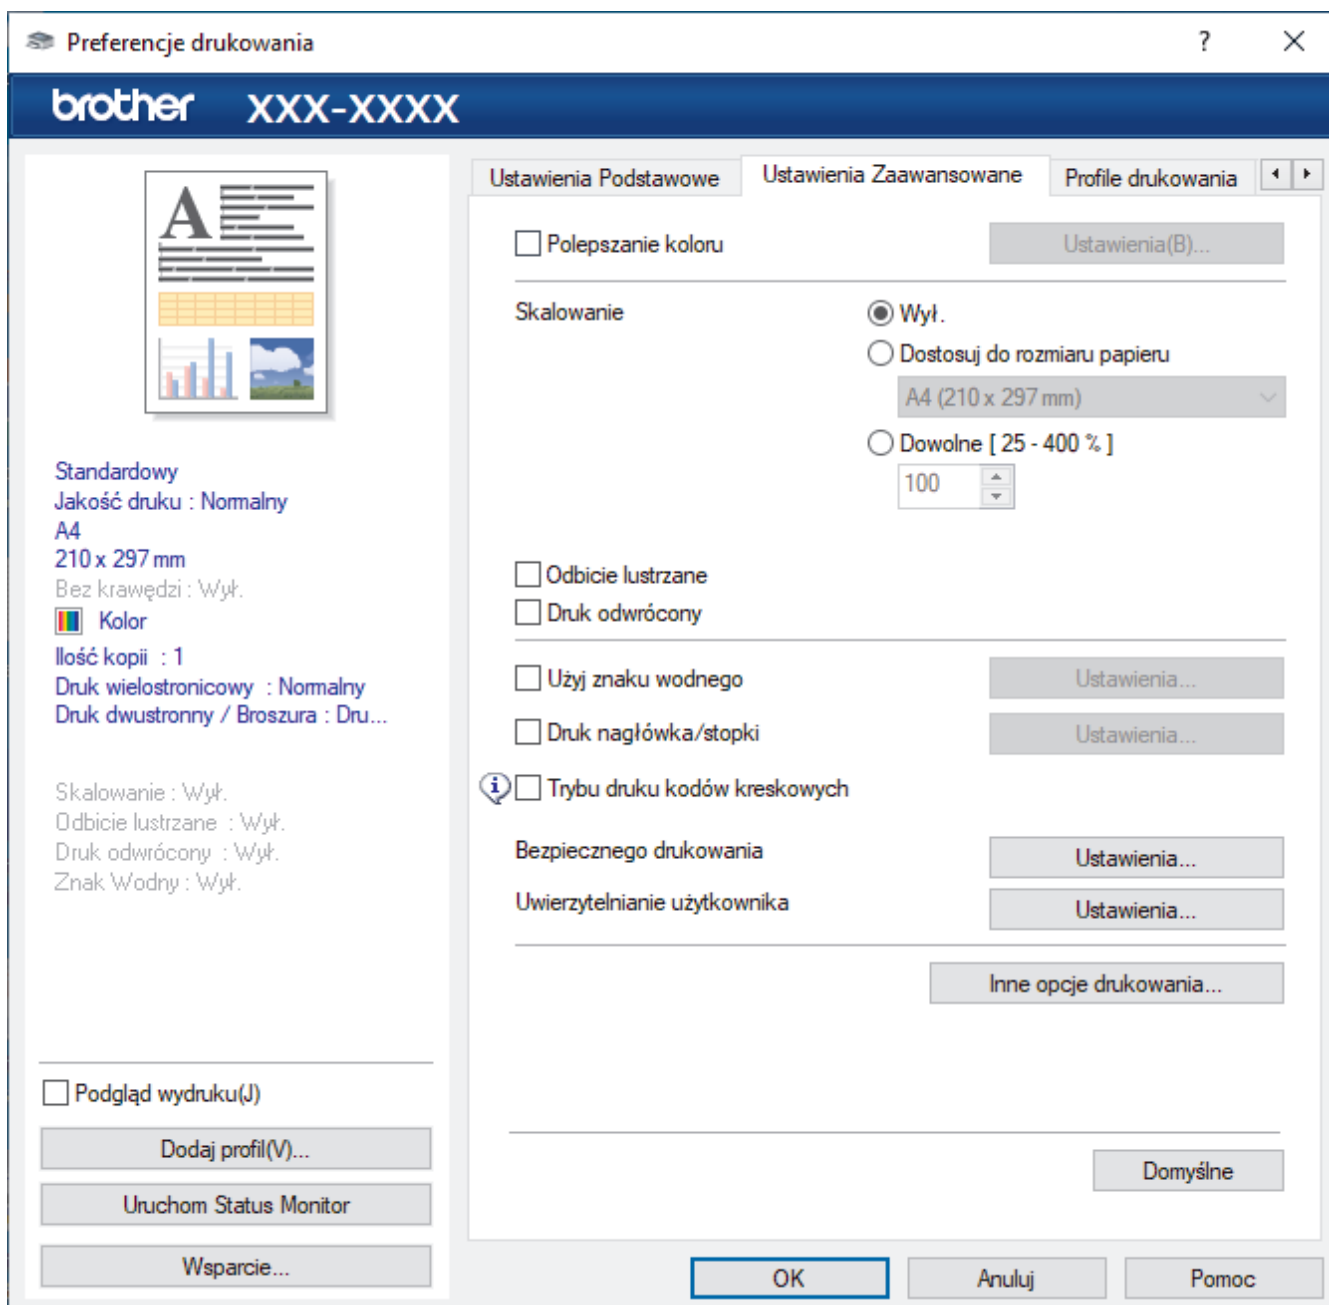 Preferencje drukowania
brother XXX-XXXX
A
Standardowy
Jakość druku : Normalny
A4
210 x 297 mm
Bez krawędzi : Wył.
Kolor
Ilość kopii : 1
Druk wielostronicowy : Normalny
Druk dwustronny / Broszura : Dru...
Skalowanie : Wył.
Odbicie lustrzane : Wył.
Druk odwrócony : Wył.
Znak Wodny : Wył.
Podgląd wydruku(J)
Dodaj profil(V)...
Uruchom Status Monitor
Wsparcie...
Ustawienia Podstawowe
Ustawienia Zaawansowane
Profile drukowania
Polepszanie koloru
Ustawienia(B)...
Skalowanie
Wył.
Dostosuj do rozmiaru papieru
A4 (210 x 297 mm)
Dowolne [ 25 - 400 % ]
100
Odbicie lustrzane
Druk odwrócony
Użyj znaku wodnego
Ustawienia...
Druk nagłówka/stopki
Ustawienia...
Trybu druku kodów kreskowych
Bezpiecznego drukowania
Ustawienia...
Uwierzytelnianie użytkownika
Ustawienia...
Inne opcje drukowania...
Domyślne
OK
Anuluj
Pomoc